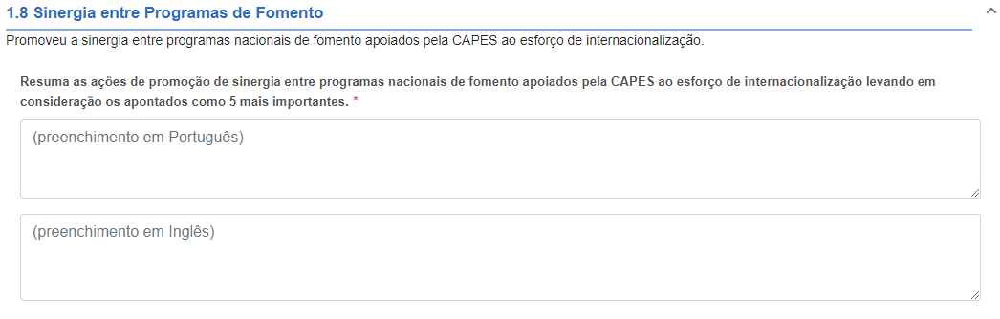 1.8 Sinergia entre Programas de Fomento
Promoveu a sinergia entre programas nacionais de fomento apoiados pela CAPES ao esforço de internacionalização.
Resuma as ações de promoção de sinergia entre programas nacionais de fomento apoiados pela CAPES ao esforço de internacionalização levando em
consideração os apontados como 5 mais importantes. *
(preenchimento em Português)
(preenchimento em Inglês)